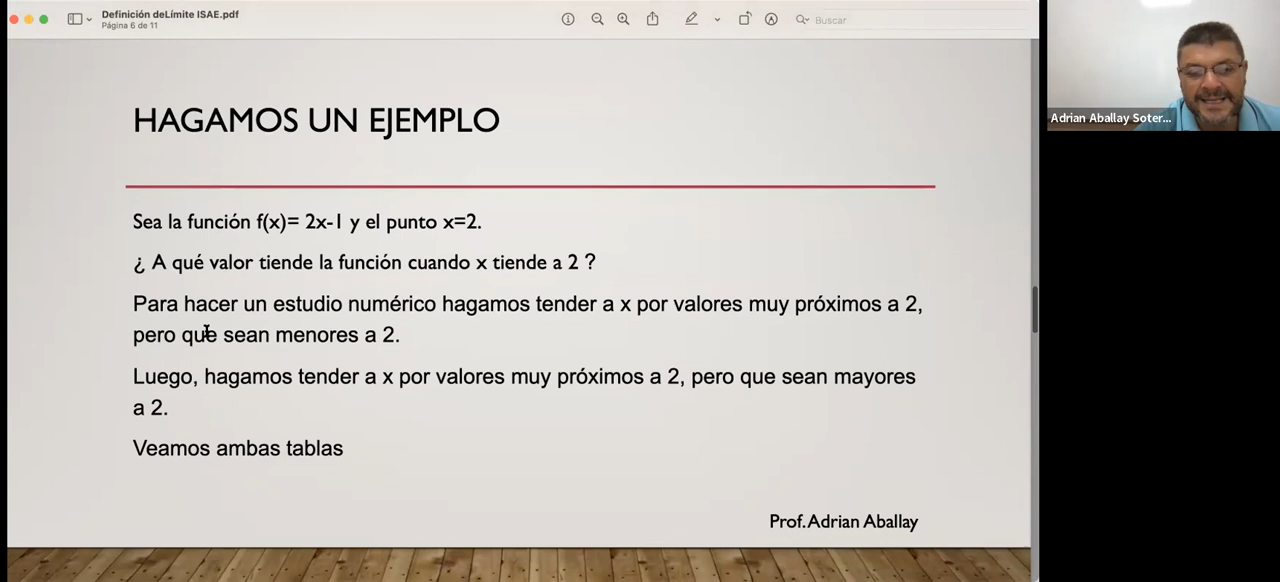 Definición deLímite ISAE.pdf
Página 6 de 11
Buscar
HAGAMOS UN EJEMPLO
Sea la función f(x)= 2x-1 y el punto x=2.
¿ A qué valor tiende la función cuando x tiende a 2 ?
Para hacer un estudio numérico hagamos tender a x por valores muy próximos a 2,
pero que sean menores a 2.
Luego, hagamos tender a x por valores muy próximos a 2, pero que sean mayores
a 2.
Veamos ambas tablas
Prof.Adrian Aballay
Adrian Aballay Soter...